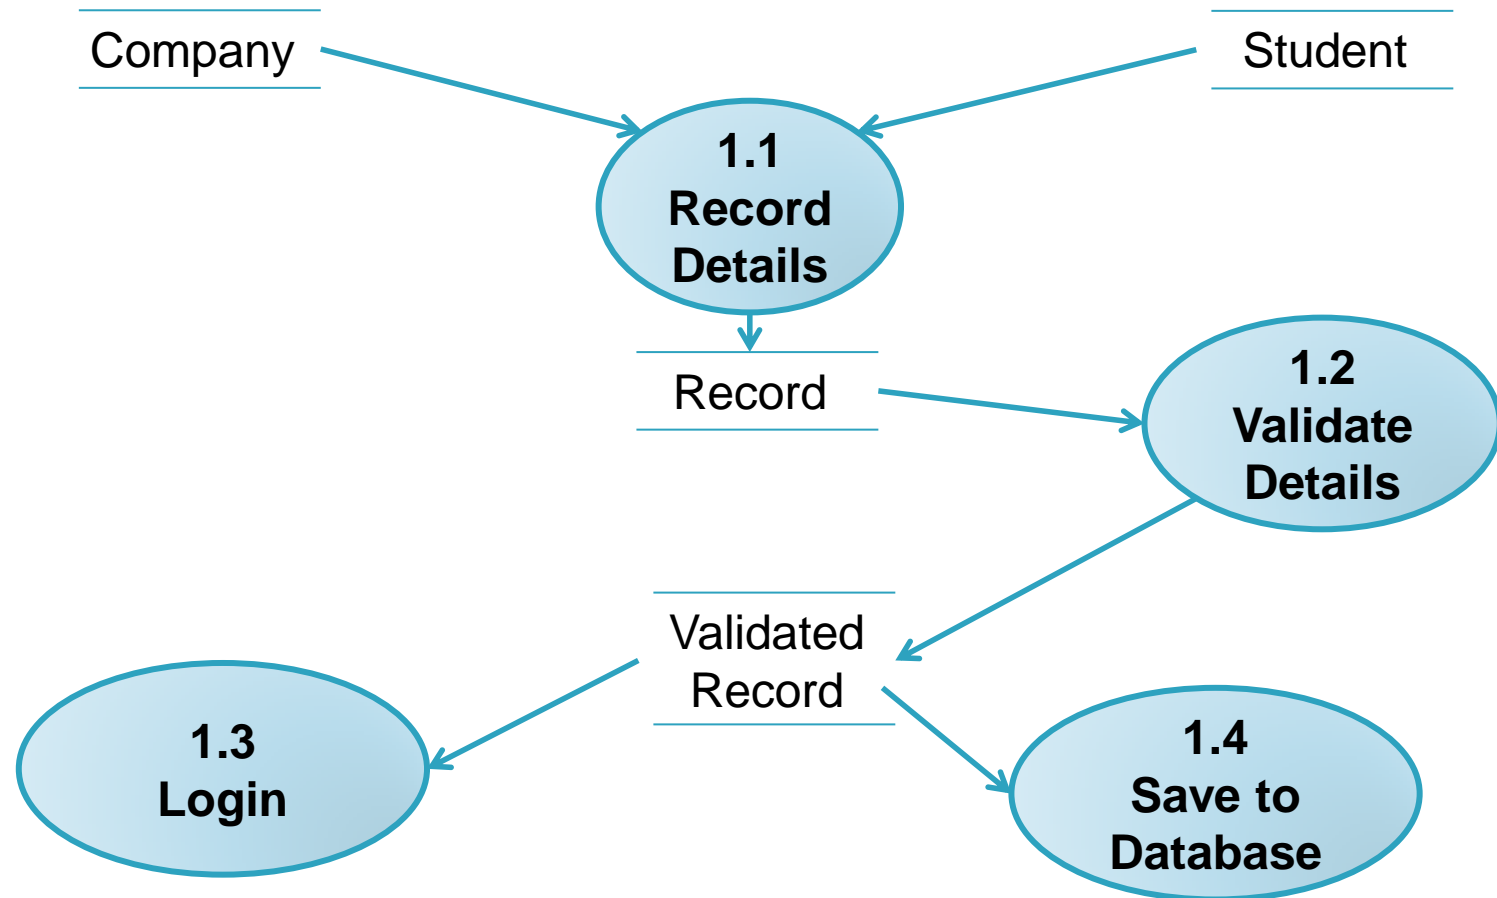 Company
Student
1.1
Record
Details
Record
1.2
Validate
Details
Validated
Record
1.3
Login
1.4
Save to
Database